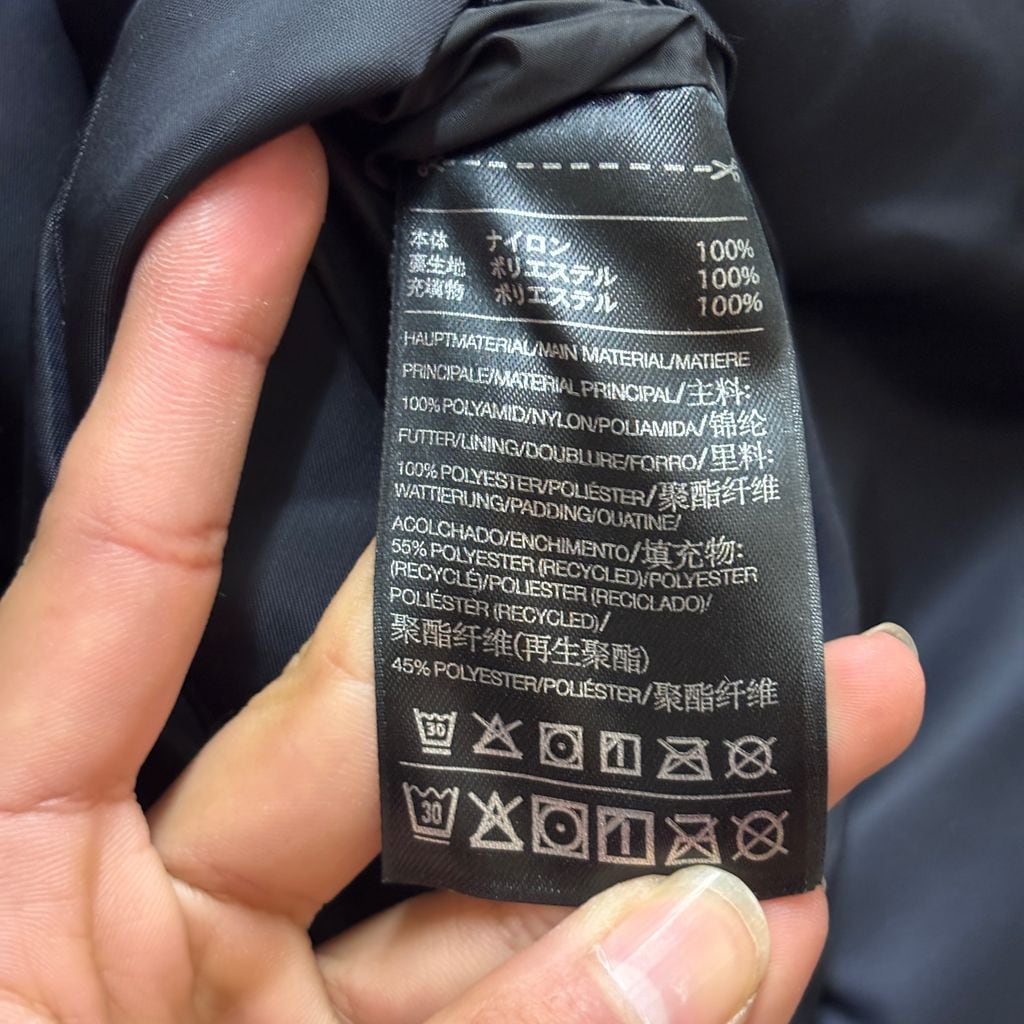 本体 ナイロン 100%
裏生地 ポリエステル 100%
充填物 ポリエステル 100%
HAUPTMATERIAL/MAIN MATERIAL/MATIERE
PRINCIPALE/MATERIAL PRINCIPAL/主料:
100% POLYAMID/NYLON/POLIAMIDA/锦纶
FUTTER/LINING/DOUBLURE/FORRO/里料:
100% POLYESTER/POLIÉSTER/聚酯纤维
WATTIERUNG/PADDING/OUATINE/
ACOLCHADO/ENCHIMENTO/填充物:
55% POLYESTER (RECYCLED)/POLYESTER
(RECYCLÉ)/POLIESTER (RECICLADO)/
POLIÉSTER (RECYCLED)/
聚酯纤维(再生聚酯)
45% POLYESTER/POLIÉSTER/聚酯纤维
30
30